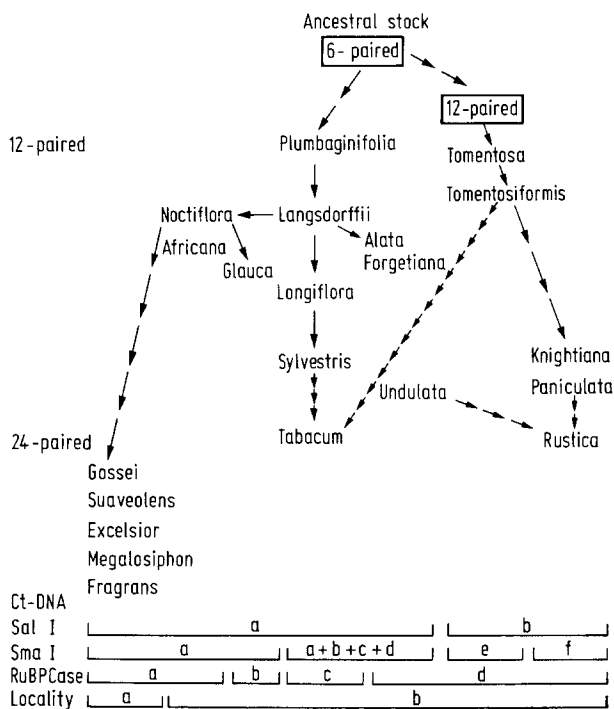 Ancestral stock
6- paired
12-paired
12-paired
Plumbaginifolia
Tomentosa
Tomentosiformis
Noctiflora
Langsdorffii
Africana
Alata
Glauca
Forgetiana
Longiflora
Sylvestris
Knightiana
Undulata
Paniculata
24-paired
Tabacum
Rustica
Gossei
Suaveolens
Excelsior
Megalosiphon
Fragrans
Ct-DNA
Sal I a b
Sma I a a+b+c+d e f
RuBPCase a b c d
Locality a b